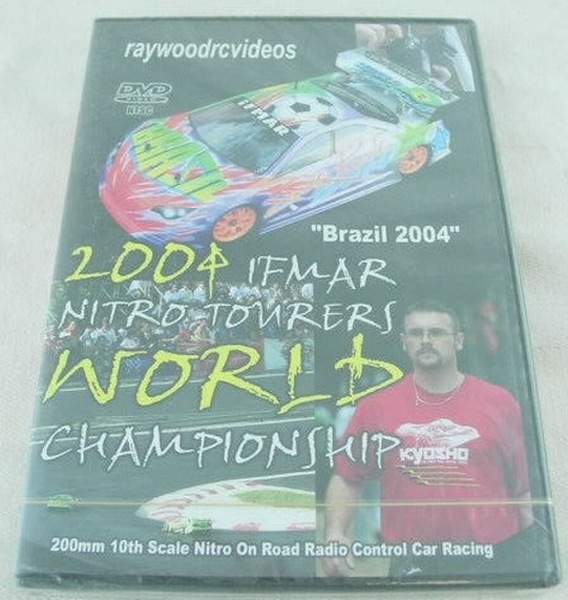 raywoodrcvideos
DVD
VIDEO
NTSC
IFMAR
"Brazil 2004"
2004 IFMAR
NITRO TOURERS
WORLD
CHAMPIONSHIP
KYOSHO
200mm 10th Scale Nitro On Road Radio Control Car Racing